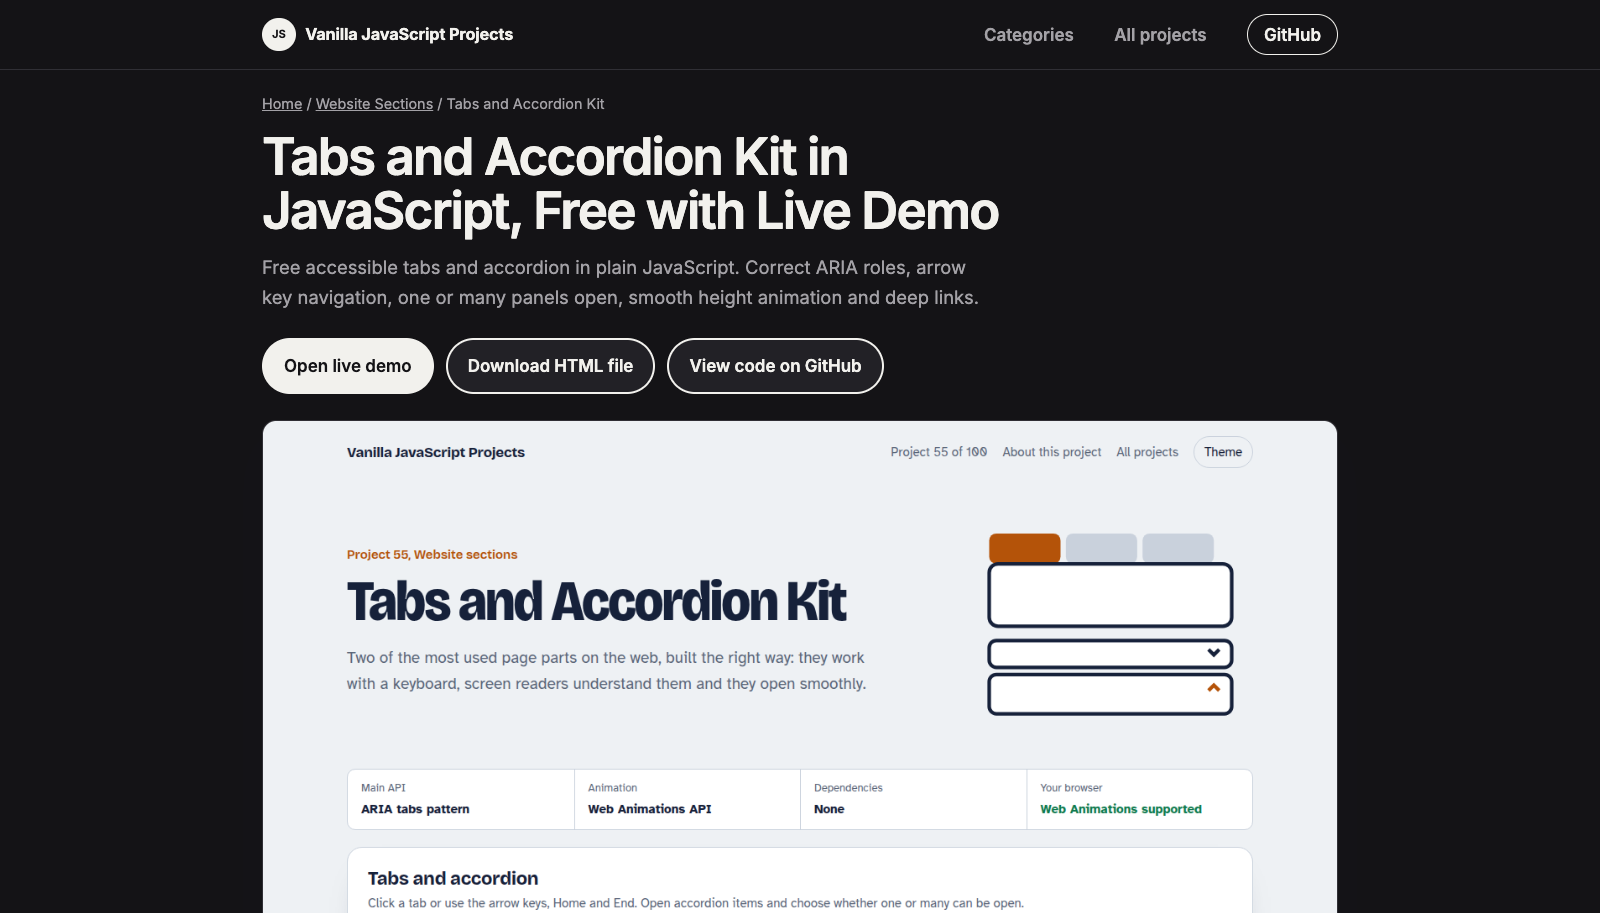 JS
Vanilla JavaScript Projects
Categories
All projects
GitHub
Home / Website Sections / Tabs and Accordion Kit
Tabs and Accordion Kit in
JavaScript, Free with Live Demo
Free accessible tabs and accordion in plain JavaScript. Correct ARIA roles, arrow
key navigation, one or many panels open, smooth height animation and deep links.
Open live demo
Download HTML file
View code on GitHub
Vanilla JavaScript Projects
Project 55 of 100
About this project
All projects
Theme
Project 55, Website sections
Tabs and Accordion Kit
Two of the most used page parts on the web, built the right way: they work
with a keyboard, screen readers understand them and they open smoothly.
Main API
ARIA tabs pattern
Animation
Web Animations API
Dependencies
None
Your browser
Web Animations supported
Tabs and accordion
Click a tab or use the arrow keys, Home and End. Open accordion items and choose whether one or many can be open.